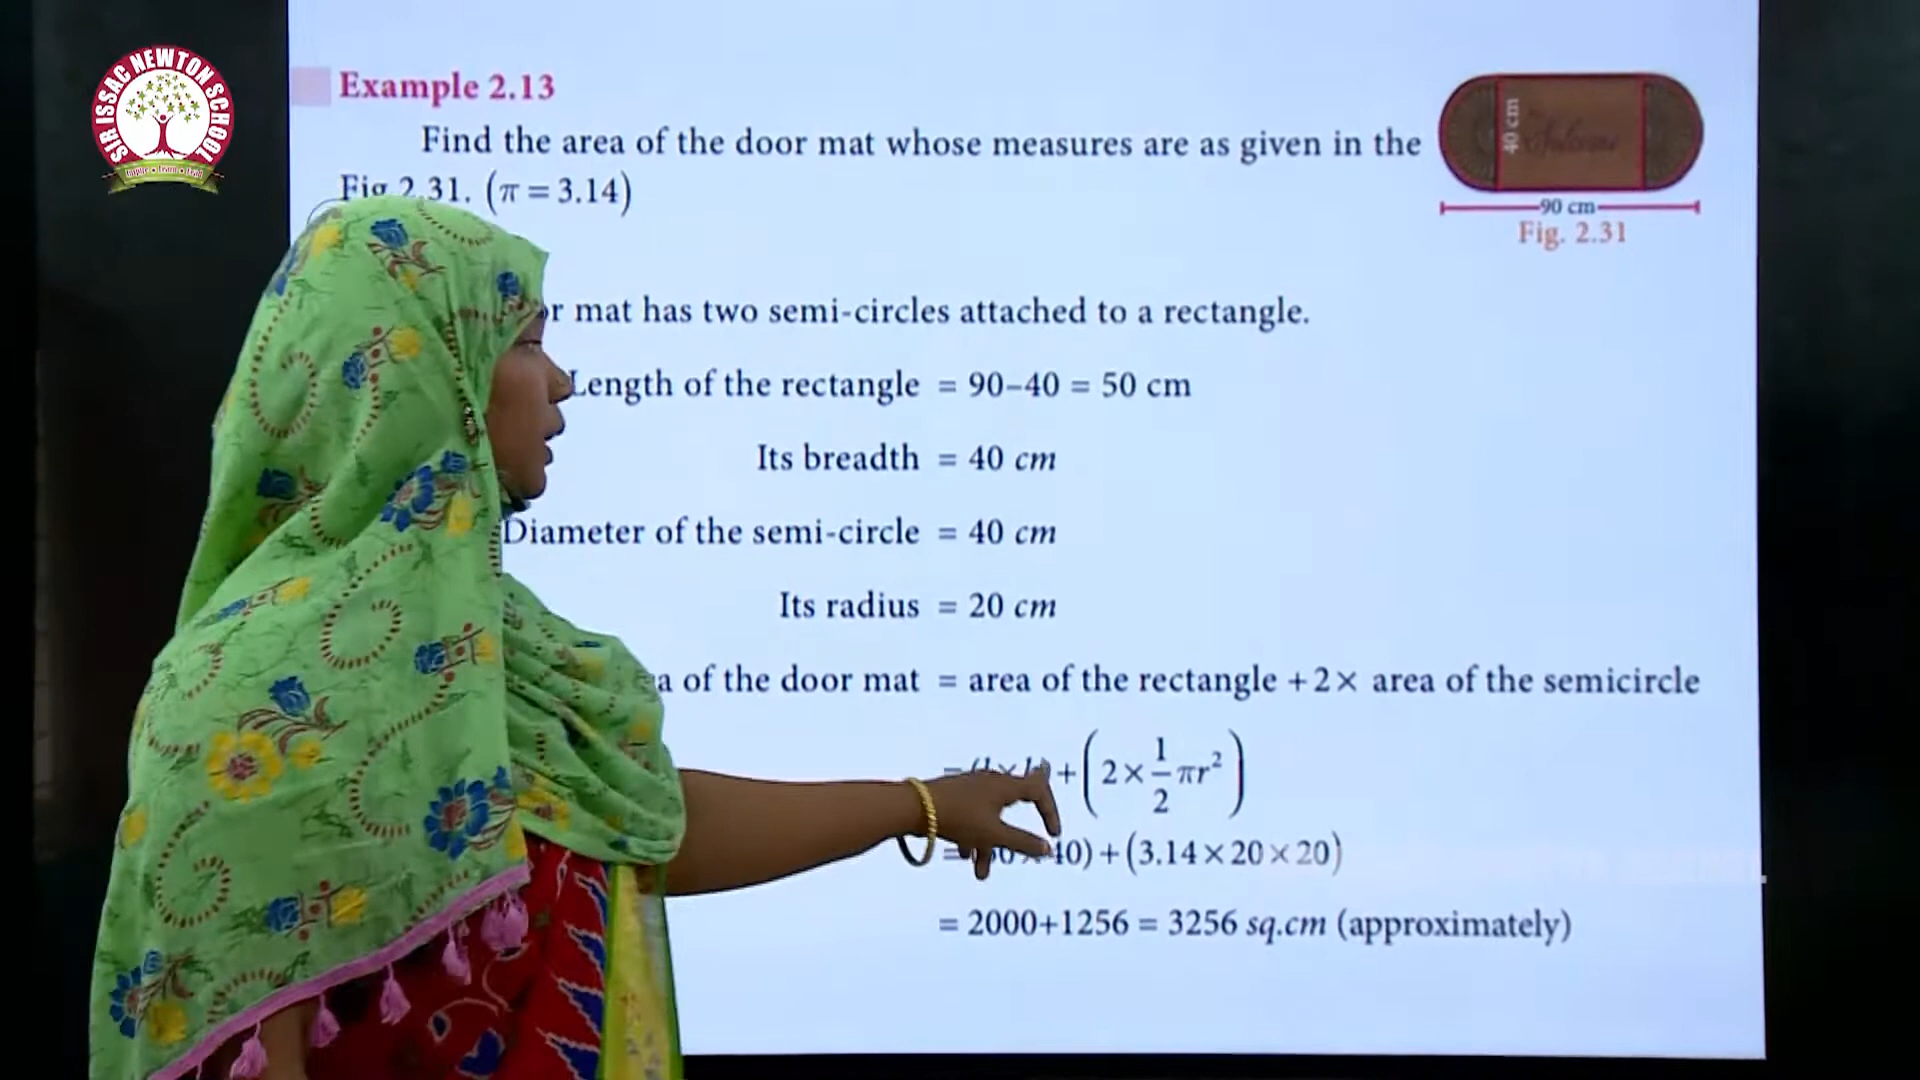 SIR ISSAC NEWTON SCHOOL
Example 2.13
Find the area of the door mat whose measures are as given in the
Fig 2.31. (π = 3.14)
40 cm
90 cm
Fig. 2.31
mat has two semi-circles attached to a rectangle.
Length of the rectangle = 90–40 = 50 cm
Its breadth = 40 cm
Diameter of the semi-circle = 40 cm
Its radius = 20 cm
of the door mat = area of the rectangle + 2 × area of the semicircle
+ (2 × 1/2 πr²)
40) + (3.14 × 20 × 20)
= 2000+1256 = 3256 sq.cm (approximately)